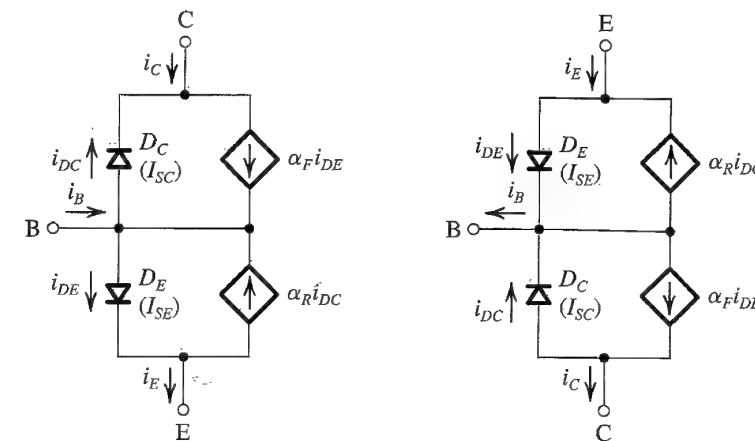 C
i_C
D_C
(I_SC)
i_DC
α_F i_DE
i_B
B
D_E
(I_SE)
i_DE
α_R i_DC
i_E
E
E
i_E
D_E
(I_SE)
i_DE
α_R i_DC
i_B
B
D_C
(I_SC)
i_DC
α_F i_DE
i_C
C